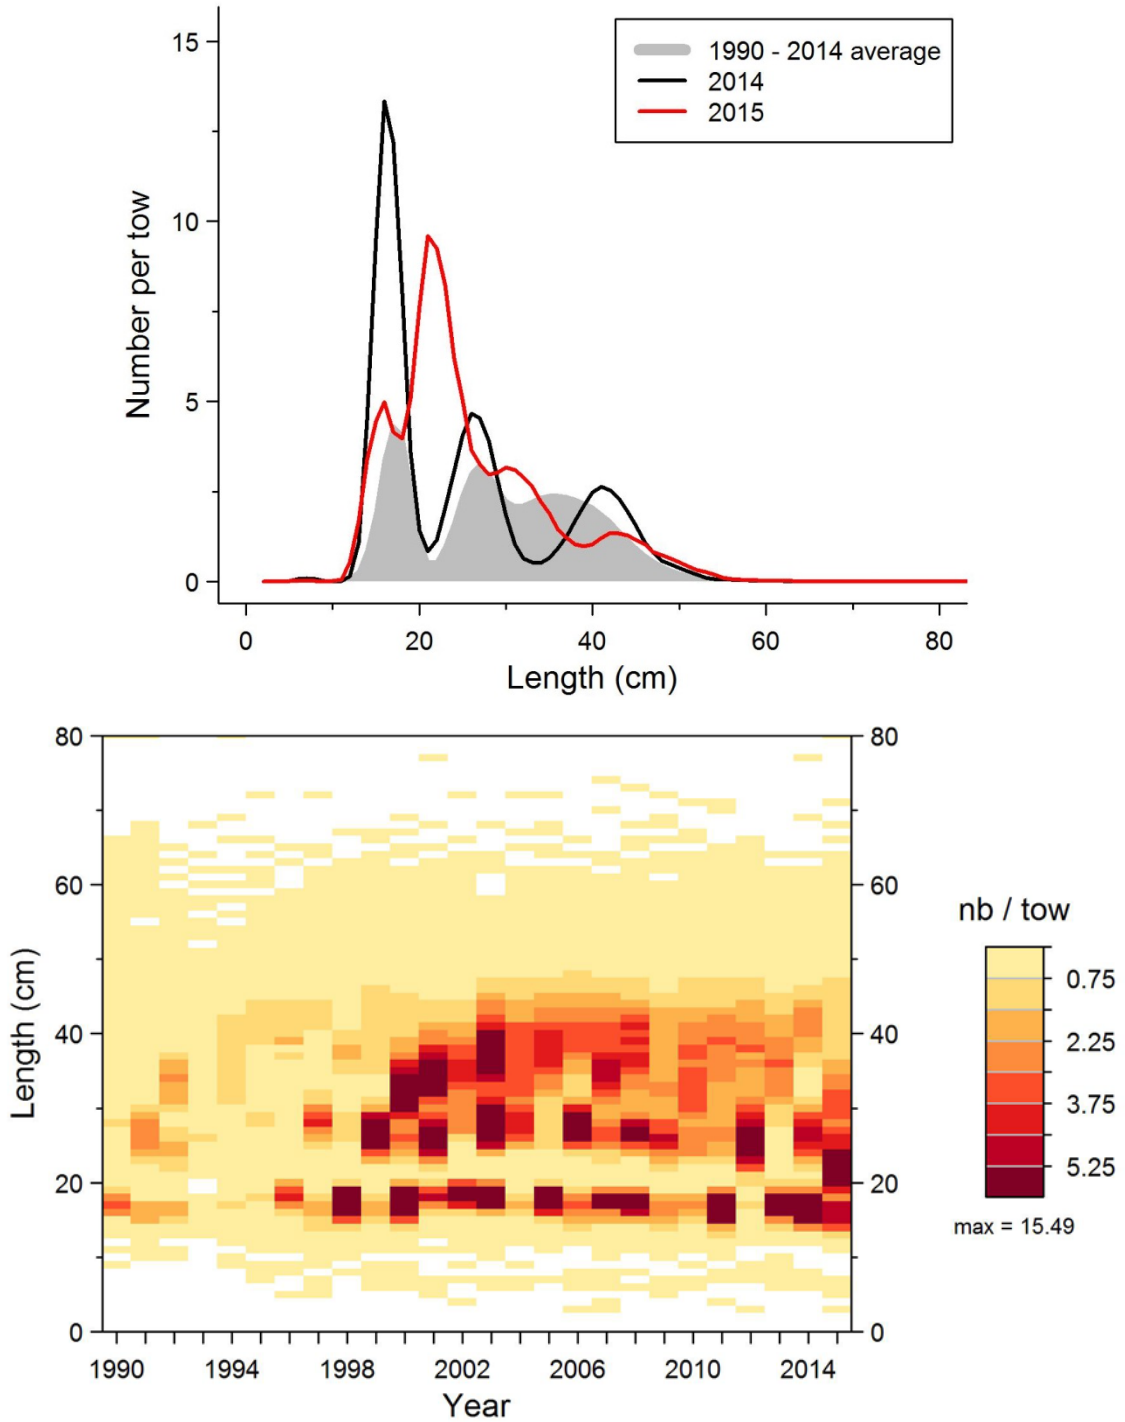 15
10
5
0
Number per tow
1990 - 2014 average
2014
2015
0 20 40 60 80
Length (cm)
80
60
40
20
0
Length (cm)
80
60
40
20
0
1990 1994 1998 2002 2006 2010 2014
Year
nb / tow
0.75
2.25
3.75
5.25
max = 15.49